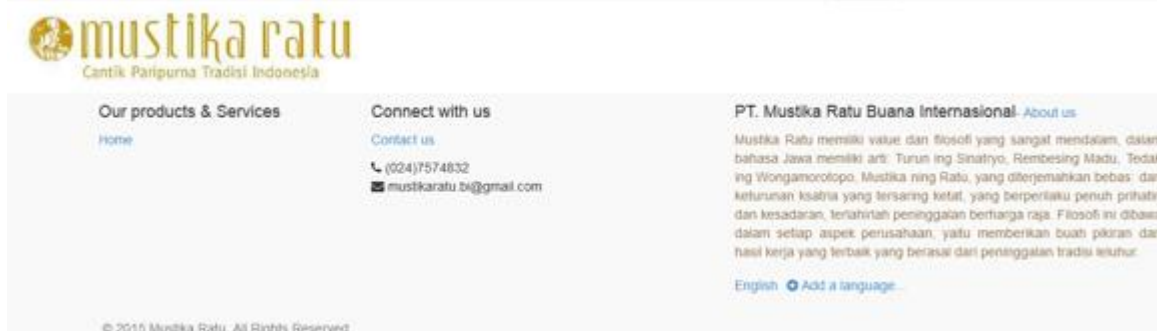 mustika ratu
Cantik Paripurna Tradisi Indonesia
Our products & Services
Home
Connect with us
Contact us
(024)7574832
mustikaratu.bi@gmail.com
PT. Mustika Ratu Buana Internasional- About us
Mustika Ratu memiliki value dan filosofi yang sangat mendalam, dalam
bahasa Jawa memiliki arti: Turun ing Sinatryo, Rembesing Madu, Tedak
ing Wongamorotopo, Mustika ning Ratu, yang diterjemahkan bebas dari
keturunan ksatria yang tersaring ketat, yang berperilaku penuh prihatin
dan kesadaran, terlahirlah peninggalan berharga raja. Filosofi ini dibawa
dalam setiap aspek perusahaan, yaitu memberikan buah pikiran dan
hasil kerja yang terbaik yang berasal dari peninggalan tradisi leluhur.
English Add a language...
© 2015 Mustika Ratu. All Rights Reserved